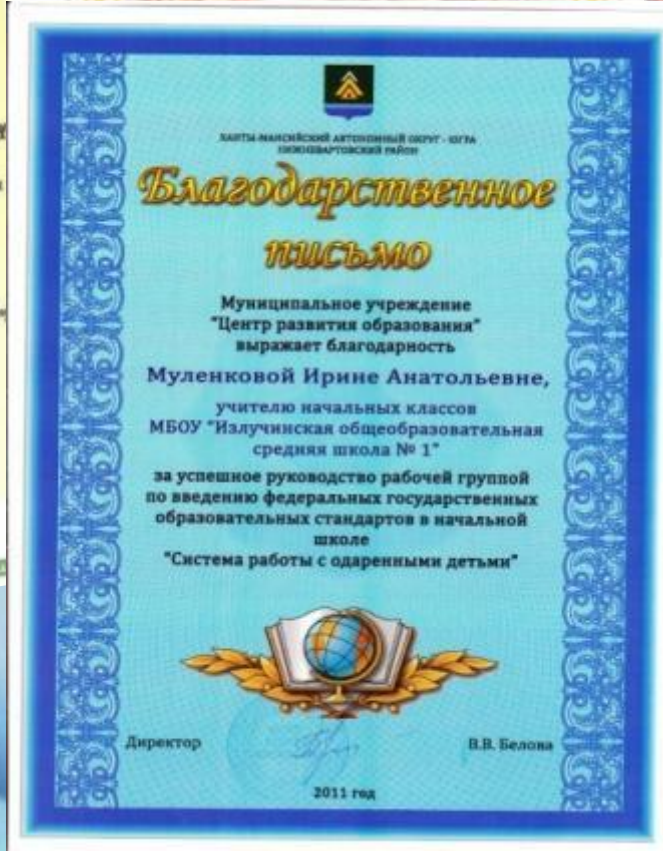 ХАНТЫ-МАНСИЙСКИЙ АВТОНОМНЫЙ ОКРУГ - ЮГРА
НИЖНЕВАРТОВСКИЙ РАЙОН
Благодарственное
письмо
Муниципальное учреждение
"Центр развития образования"
выражает благодарность
Муленковой Ирине Анатольевне,
учителю начальных классов
МБОУ "Излучинская общеобразовательная
средняя школа № 1"
за успешное руководство рабочей группой
по введению федеральных государственных
образовательных стандартов в начальной
школе
"Система работы с одаренными детьми"
Директор
В.В. Белова
2011 год